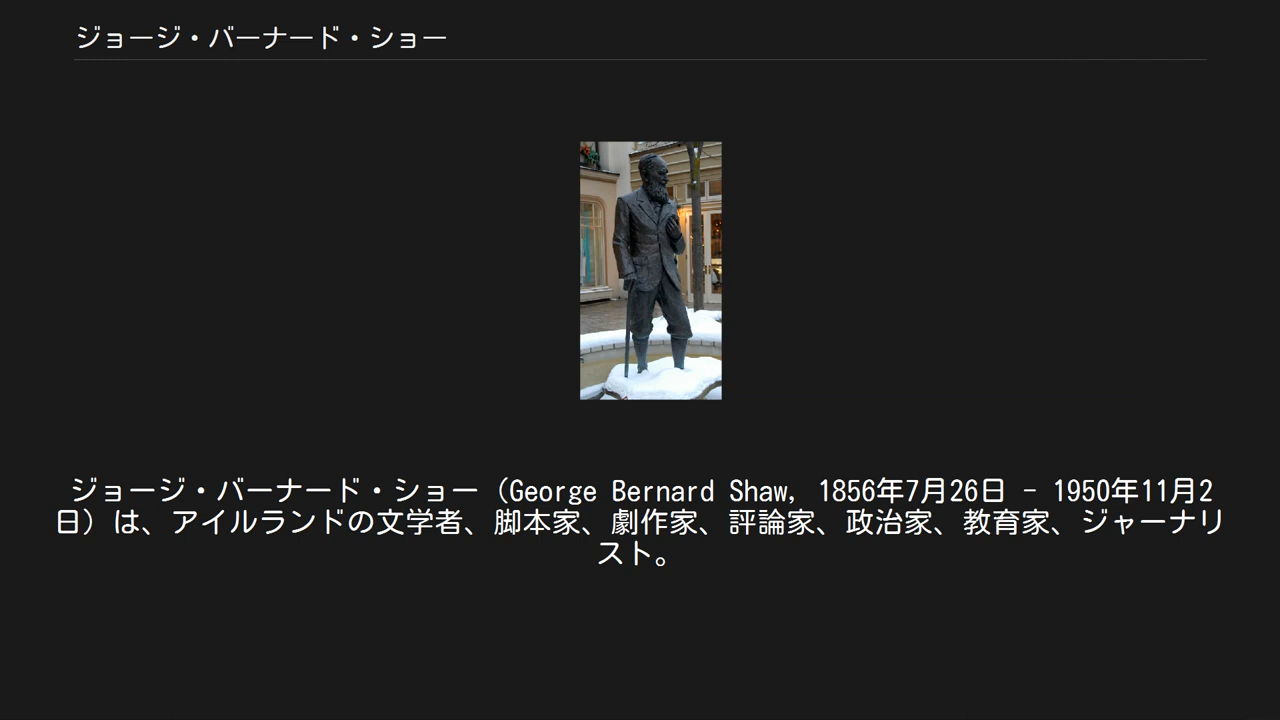 ジョージ・バーナード・ショー
ジョージ・バーナード・ショー（George Bernard Shaw, 1856年7月26日 - 1950年11月2
日）は、アイルランドの文学者、脚本家、劇作家、評論家、政治家、教育家、ジャーナリ
スト。